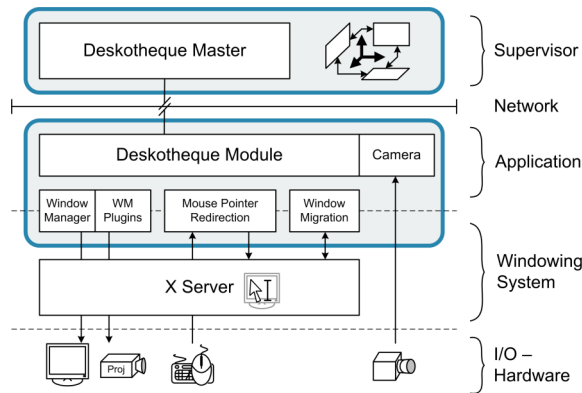 Deskotheque Master
Supervisor
Network
Deskotheque Module
Camera
Application
Window
Manager
WM
Plugins
Mouse Pointer
Redirection
Window
Migration
X Server
Windowing
System
Proj
I/O –
Hardware